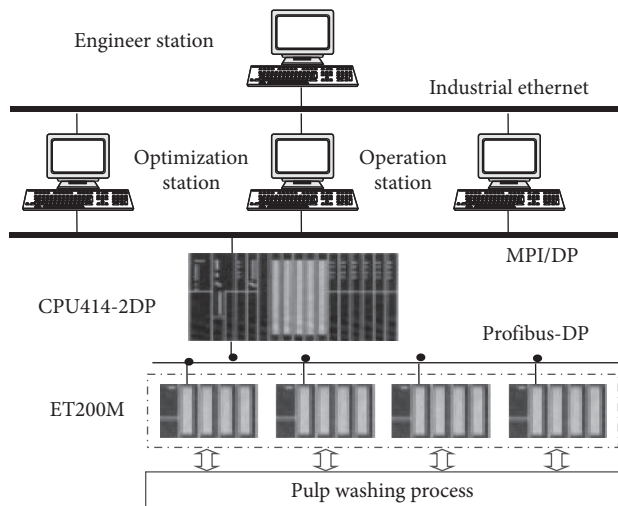 Engineer station
Industrial ethernet
Optimization
station
Operation
station
MPI/DP
CPU414-2DP
Profibus-DP
ET200M
Pulp washing process